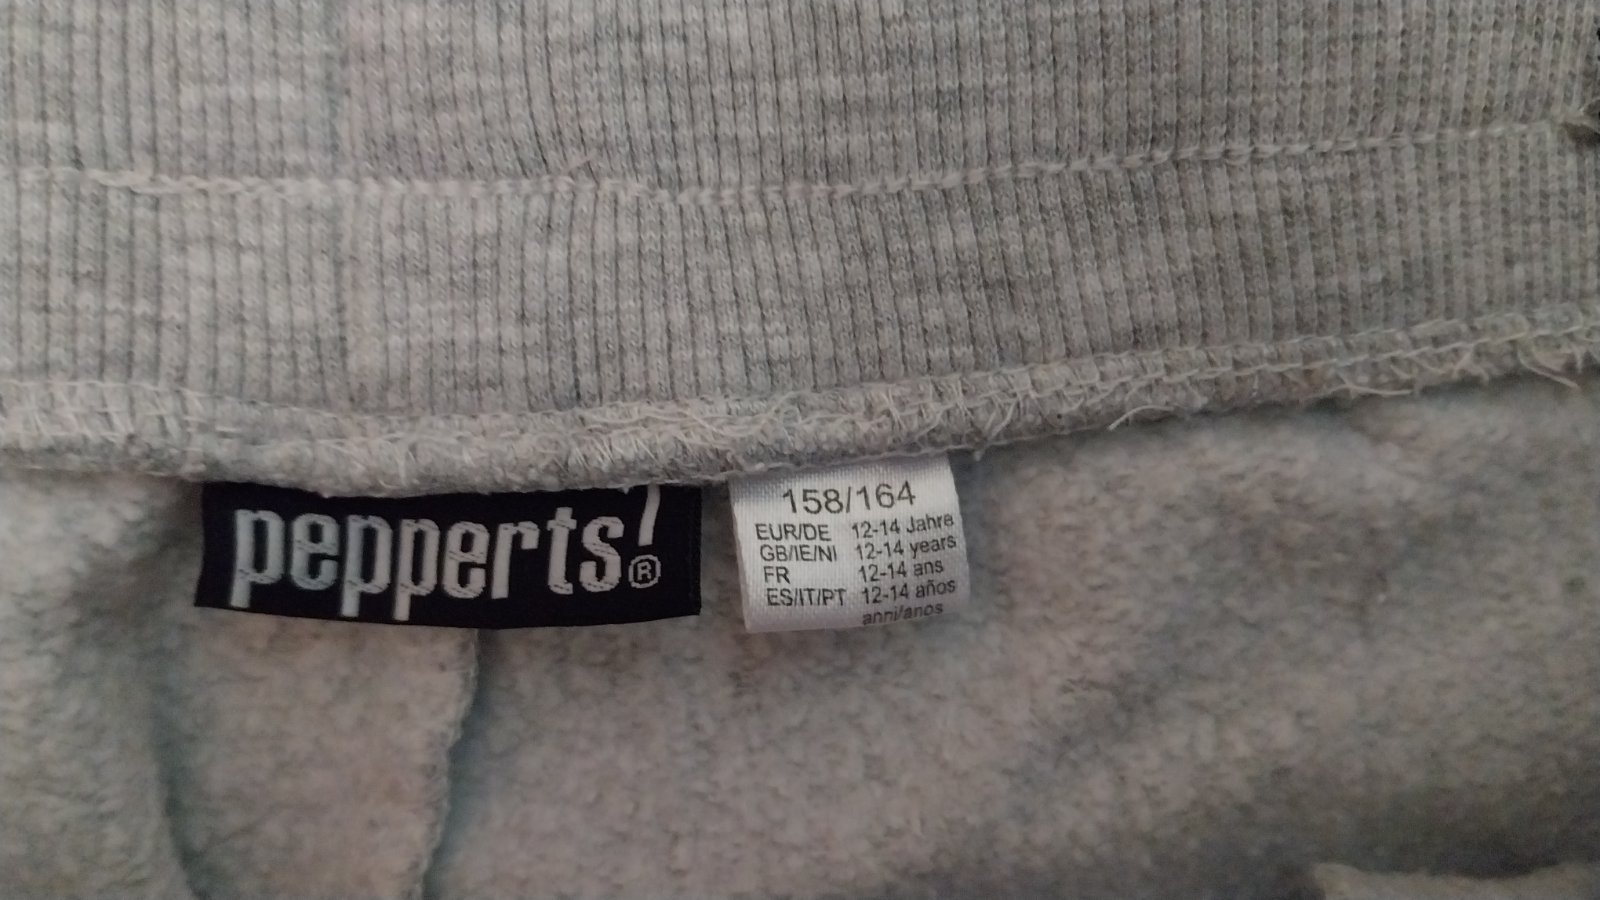 pepperts!®
158/164
EUR/DE 12-14 Jahre
GB/IE/NI 12-14 years
FR 12-14 ans
ES/IT/PT 12-14 años
anni/anos